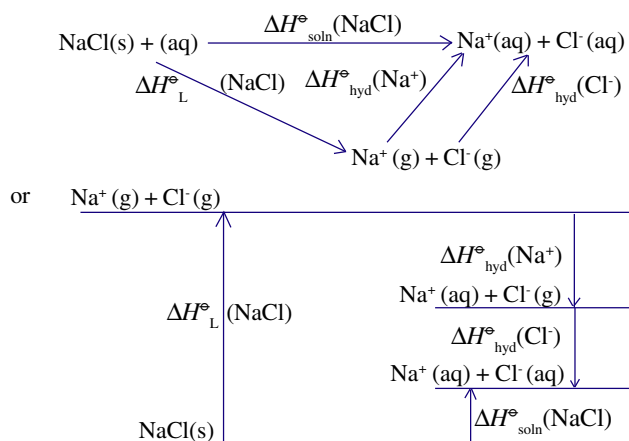 ΔH⦵soln(NaCl)
NaCl(s) + (aq) Na⁺(aq) + Cl⁻(aq)
ΔH⦵L (NaCl) ΔH⦵hyd(Na⁺) ΔH⦵hyd(Cl⁻)
Na⁺(g) + Cl⁻(g)
or Na⁺(g) + Cl⁻(g)
ΔH⦵hyd(Na⁺)
Na⁺(aq) + Cl⁻(g)
ΔH⦵L (NaCl)
ΔH⦵hyd(Cl⁻)
Na⁺(aq) + Cl⁻(aq)
ΔH⦵soln(NaCl)
NaCl(s)